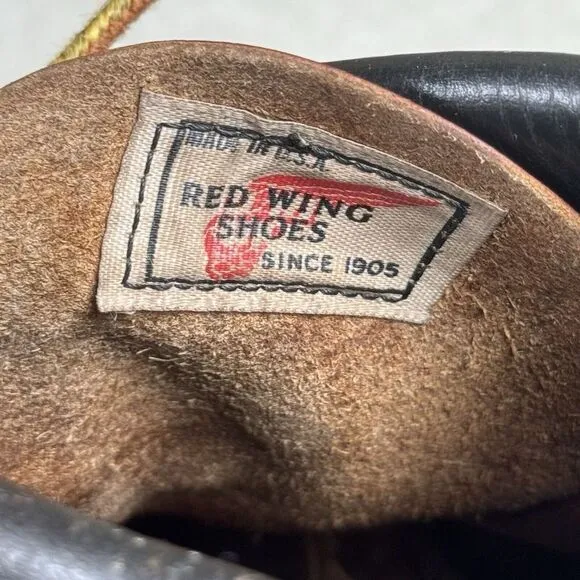 MADE IN U.S.A.
RED WING
SHOES
SINCE 1905